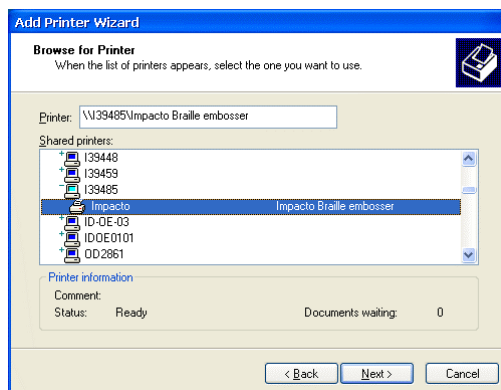 Add Printer Wizard
Browse for Printer
When the list of printers appears, select the one you want to use.
Printer: \\I39485\Impacto Braille embosser
Shared printers:
I39448
I39459
I39485
Impacto Impacto Braille embosser
ID-OE-03
IDOE0101
OD2861
Printer information
Comment:
Status: Ready Documents waiting: 0
< Back Next > Cancel